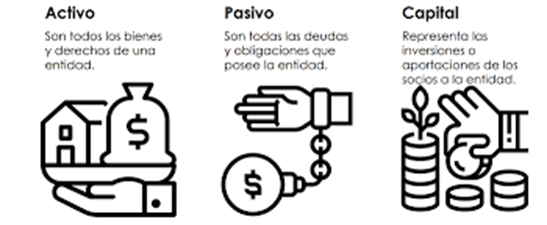 Activo
Son todos los bienes
y derechos de una
entidad.
$
Pasivo
Son todas las deudas
y obligaciones que
posee la entidad.
$
Capital
Representa las
inversiones o
aportaciones de los
socios a la entidad.